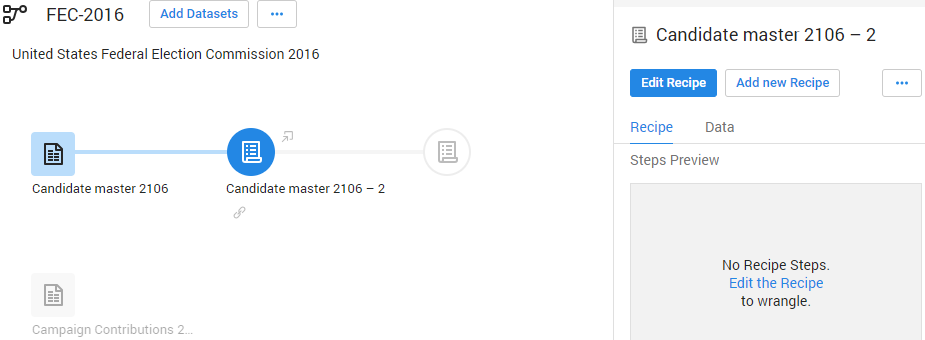 FEC-2016
Add Datasets
...
United States Federal Election Commission 2016
Candidate master 2106
Candidate master 2106 – 2
Campaign Contributions 2...
Candidate master 2106 – 2
Edit Recipe
Add new Recipe
...
Recipe
Data
Steps Preview
No Recipe Steps.
Edit the Recipe
to wrangle.